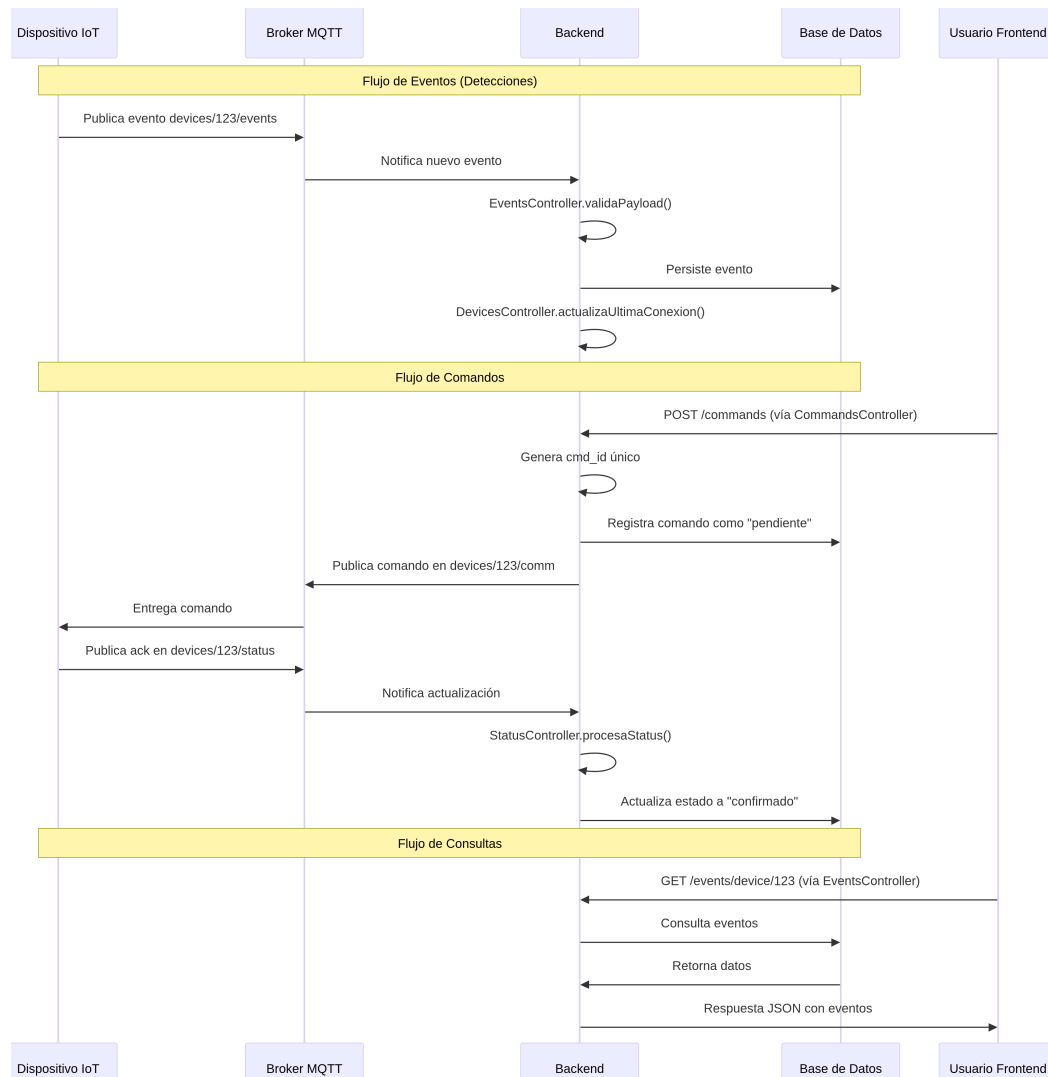 Dispositivo IoT
Broker MQTT
Backend
Base de Datos
Usuario Frontend
Flujo de Eventos (Detecciones)
Publica evento devices/123/events
Notifica nuevo evento
EventsController.validaPayload()
Persiste evento
DevicesController.actualizaUltimaConexion()
Flujo de Comandos
POST /commands (vía CommandsController)
Genera cmd_id único
Registra comando como "pendiente"
Publica comando en devices/123/comm
Entrega comando
Publica ack en devices/123/status
Notifica actualización
StatusController.procesaStatus()
Actualiza estado a "confirmado"
Flujo de Consultas
GET /events/device/123 (vía EventsController)
Consulta eventos
Retorna datos
Respuesta JSON con eventos
Dispositivo IoT
Broker MQTT
Backend
Base de Datos
Usuario Frontend